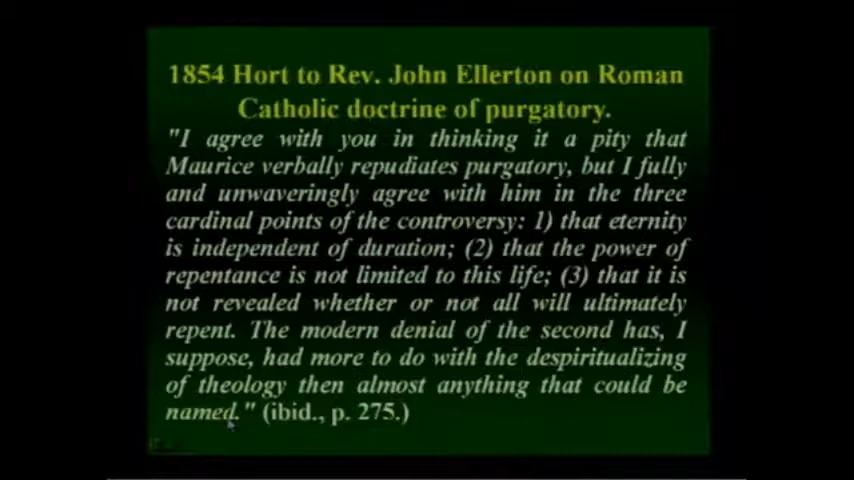 1854 Hort to Rev. John Ellerton on Roman
Catholic doctrine of purgatory.
"I agree with you in thinking it a pity that
Maurice verbally repudiates purgatory, but I fully
and unwaveringly agree with him in the three
cardinal points of the controversy: 1) that eternity
is independent of duration; (2) that the power of
repentance is not limited to this life; (3) that it is
not revealed whether or not all will ultimately
repent. The modern denial of the second has, I
suppose, had more to do with the despiritualizing
of theology then almost anything that could be
named." (ibid., p. 275.)